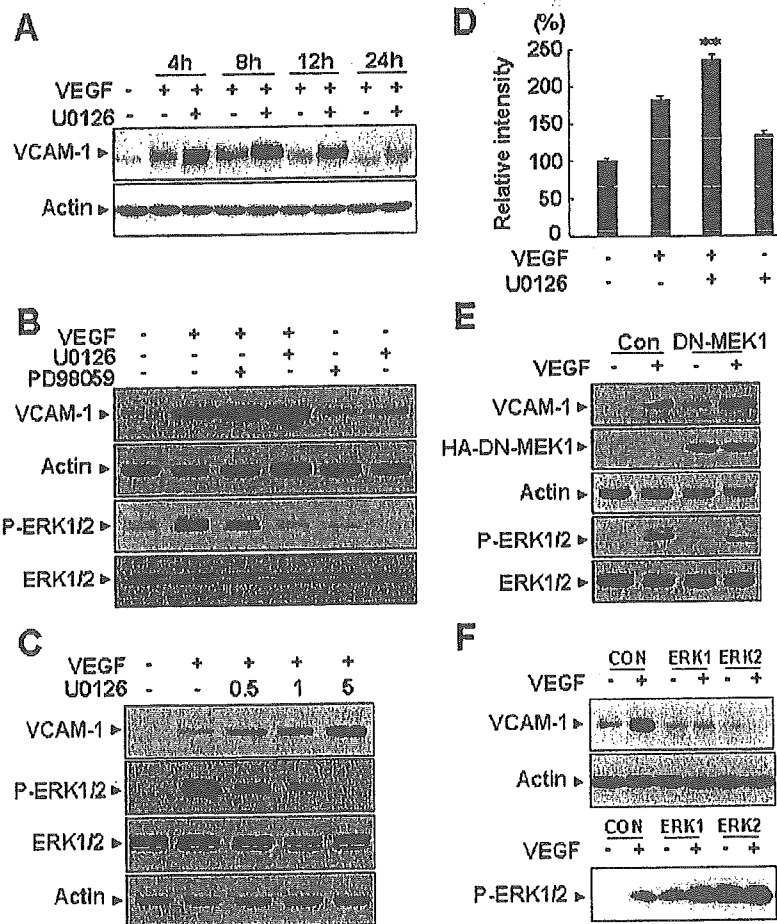 A
4h 8h 12h 24h
VEGF - + + + + + + + +
U0126 - - + - + - + - +
VCAM-1
Actin
B
VEGF - + + + - -
U0126 - - - + - +
PD98059 - - + - + -
VCAM-1
Actin
P-ERK1/2
ERK1/2
C
VEGF - + + + +
U0126 - - 0.5 1 5
VCAM-1
P-ERK1/2
ERK1/2
Actin
D
(%)
Relative intensity
250
200
150
100
50
0
**
VEGF - + + -
U0126 - - + +
E
Con DN-MEK1
VEGF - + - +
VCAM-1
HA-DN-MEK1
Actin
P-ERK1/2
ERK1/2
F
CON ERK1 ERK2
VEGF - + - + - +
VCAM-1
Actin
CON ERK1 ERK2
VEGF - + - + - +
P-ERK1/2